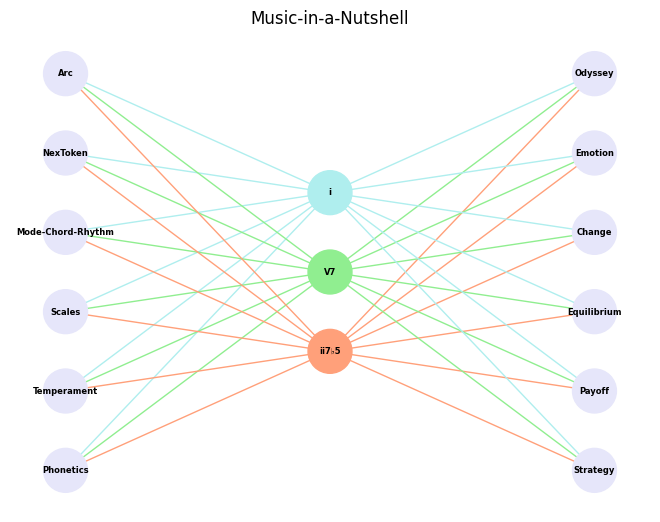 Music-in-a-Nutshell
Arc
NexToken
Mode-Chord-Rhythm
Scales
Temperament
Phonetics
i
V7
ii7♭5
Odyssey
Emotion
Change
Equilibrium
Payoff
Strategy